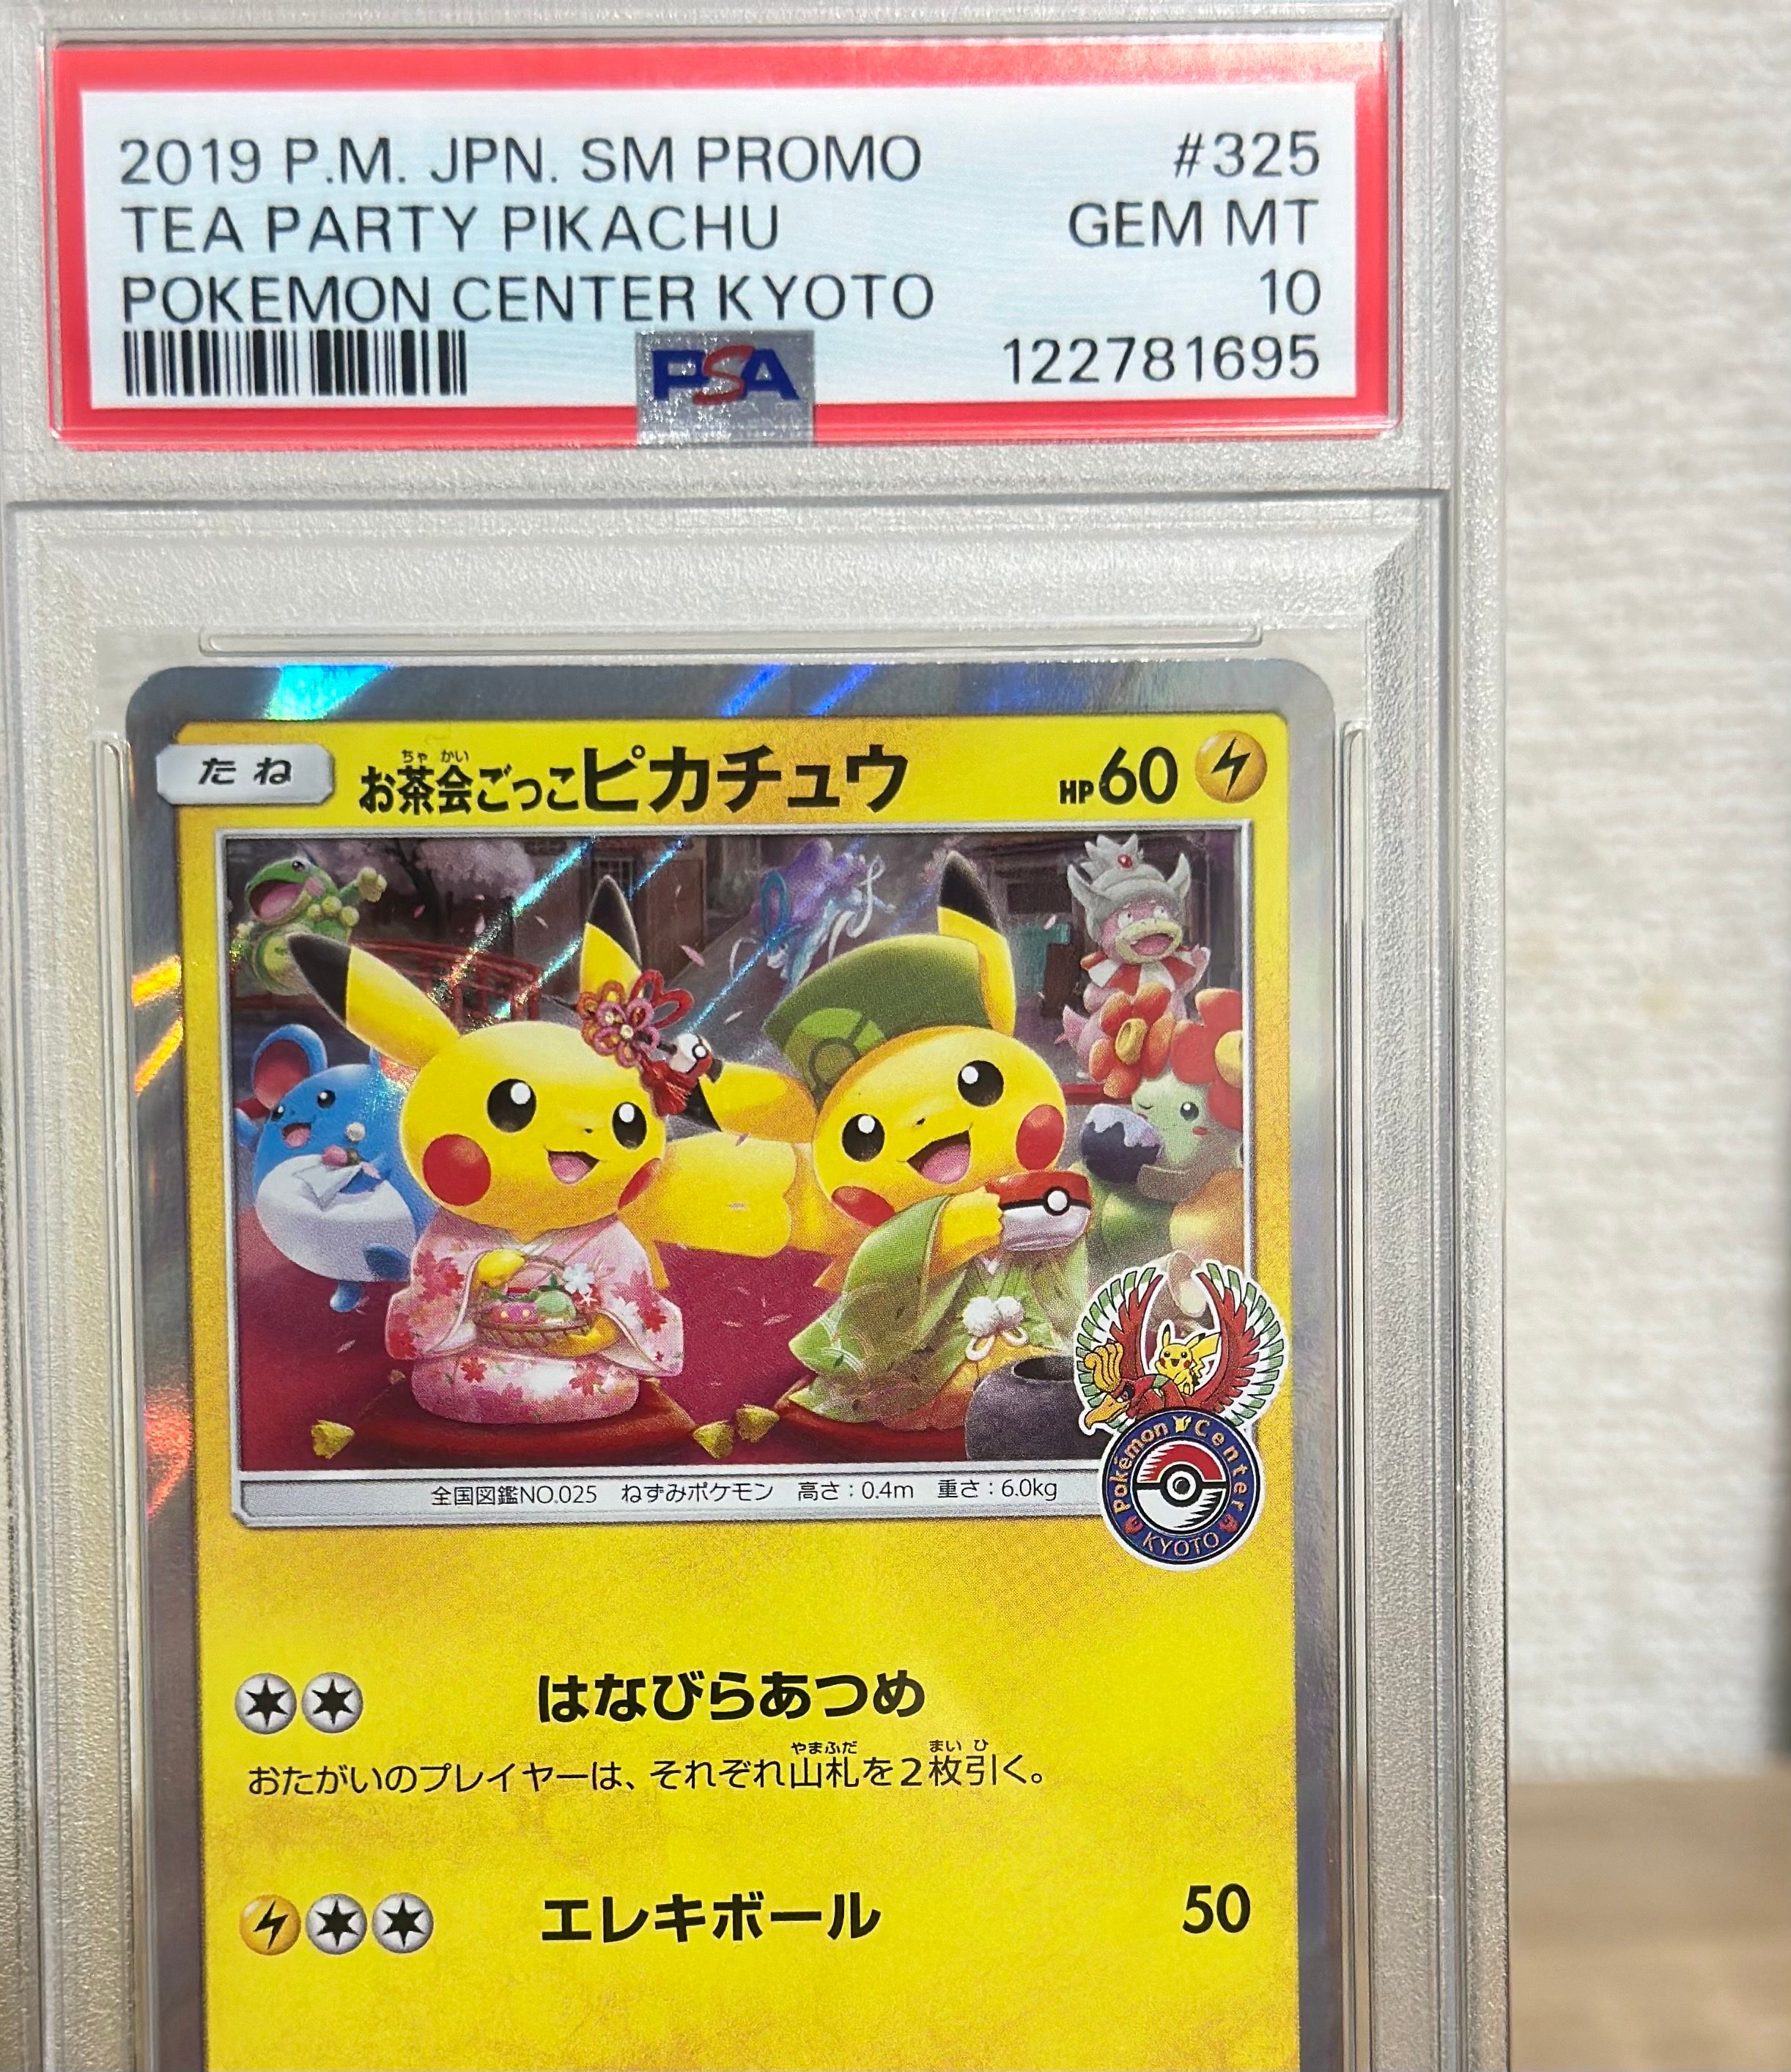 2019 P.M. JPN. SM PROMO #325
TEA PARTY PIKACHU GEM MT
POKEMON CENTER KYOTO 10
PSA 122781695
たね ちゃ かい
お茶会ごっこピカチュウ HP60
Pokémon Center
KYOTO
全国図鑑NO.025 ねずみポケモン 高さ:0.4m 重さ:6.0kg
はなびらあつめ
やまふだ まい ひ
おたがいのプレイヤーは、それぞれ山札を2枚引く。
エレキボール 50